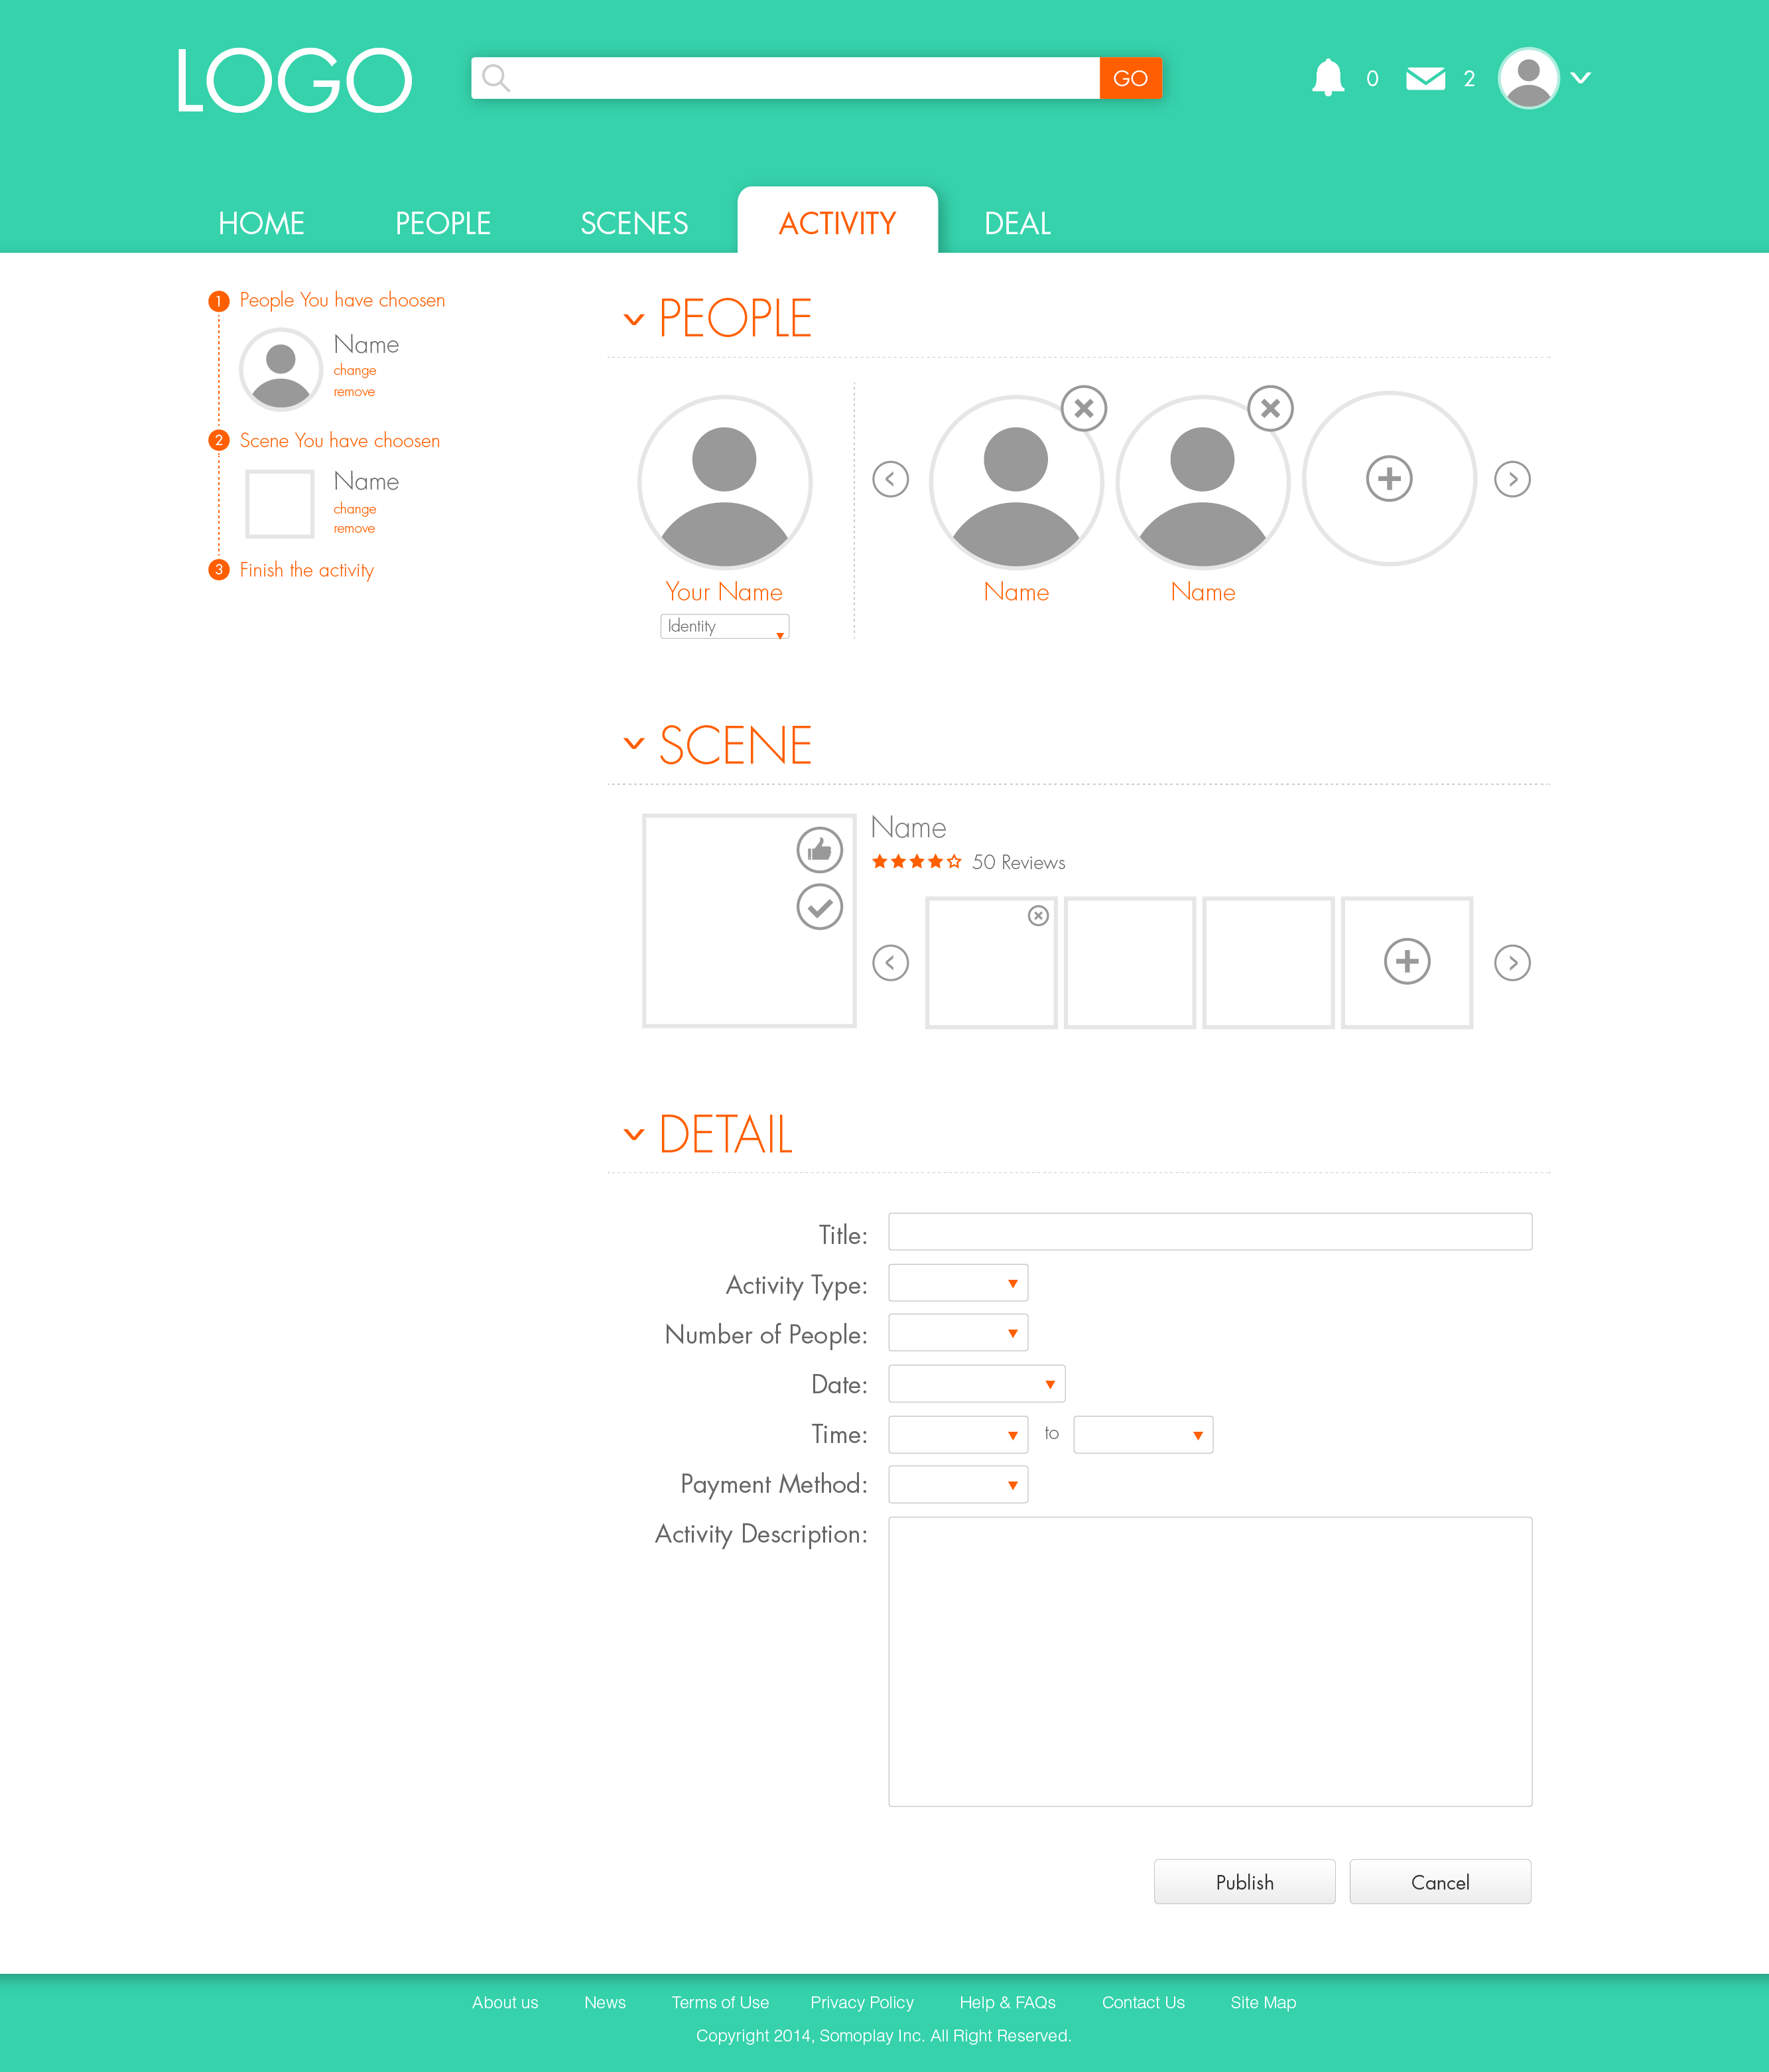 LOGO
GO
0
2
HOME PEOPLE SCENES ACTIVITY DEAL
1 People You have choosen
Name
change
remove
2 Scene You have choosen
Name
change
remove
3 Finish the activity
PEOPLE
Your Name
Identity
Name
Name
SCENE
Name
50 Reviews
DETAIL
Title:
Activity Type:
Number of People:
Date:
Time: to
Payment Method:
Activity Description:
Publish Cancel
About us News Terms of Use Privacy Policy Help & FAQs Contact Us Site Map
Copyright 2014, Somoplay Inc. All Right Reserved.